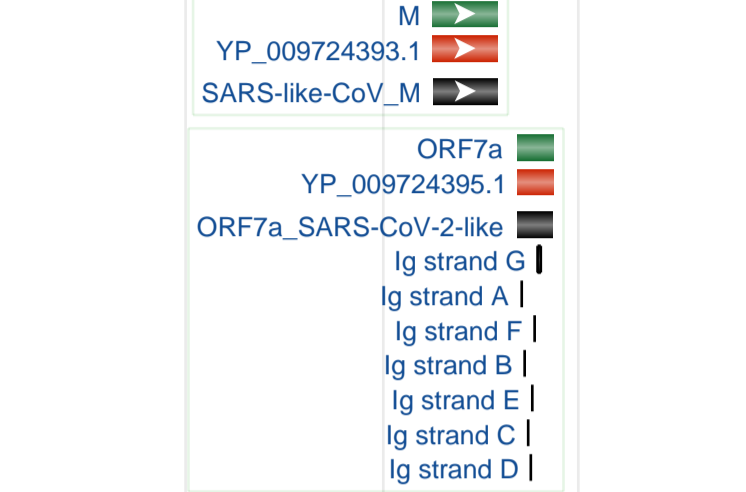 M
YP_009724393.1
SARS-like-CoV_M
ORF7a
YP_009724395.1
ORF7a_SARS-CoV-2-like
Ig strand G
Ig strand A
Ig strand F
Ig strand B
Ig strand E
Ig strand C
Ig strand D